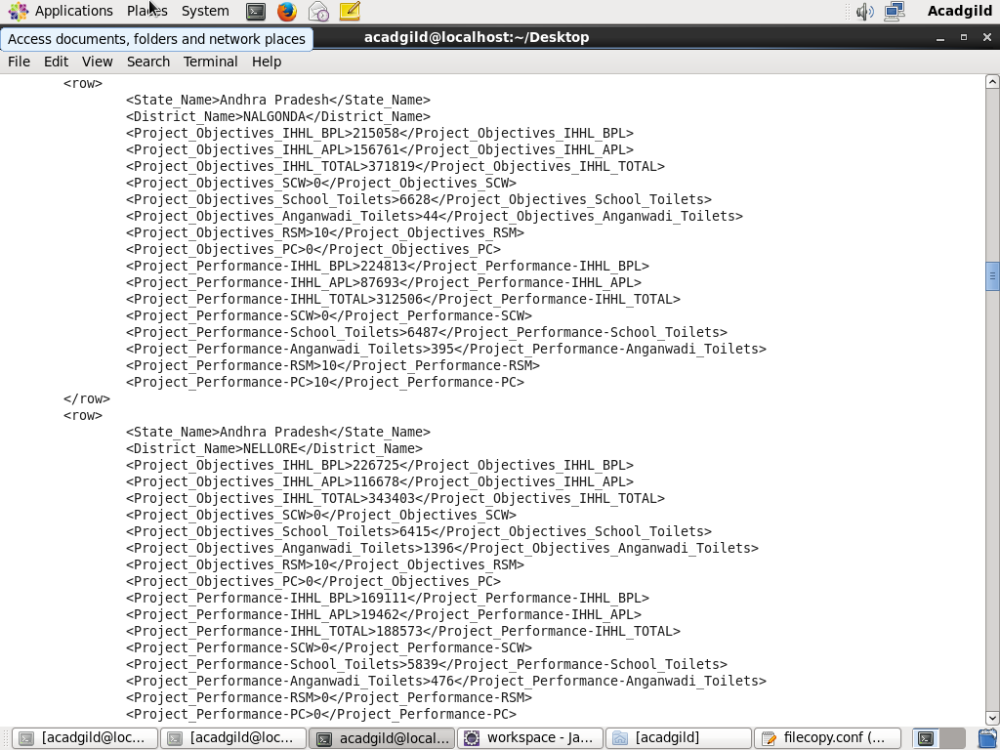 Applications Places System Acadgild
Access documents, folders and network places
acadgild@localhost:~/Desktop
File Edit View Search Terminal Help
<row>
<State_Name>Andhra Pradesh</State_Name>
<District_Name>NALGONDA</District_Name>
<Project_Objectives_IHHL_BPL>215058</Project_Objectives_IHHL_BPL>
<Project_Objectives_IHHL_APL>156761</Project_Objectives_IHHL_APL>
<Project_Objectives_IHHL_TOTAL>371819</Project_Objectives_IHHL_TOTAL>
<Project_Objectives_SCW>0</Project_Objectives_SCW>
<Project_Objectives_School_Toilets>6628</Project_Objectives_School_Toilets>
<Project_Objectives_Anganwadi_Toilets>44</Project_Objectives_Anganwadi_Toilets>
<Project_Objectives_RSM>10</Project_Objectives_RSM>
<Project_Objectives_PC>0</Project_Objectives_PC>
<Project_Performance-IHHL_BPL>224813</Project_Performance-IHHL_BPL>
<Project_Performance-IHHL_APL>87693</Project_Performance-IHHL_APL>
<Project_Performance-IHHL_TOTAL>312506</Project_Performance-IHHL_TOTAL>
<Project_Performance-SCW>0</Project_Performance-SCW>
<Project_Performance-School_Toilets>6487</Project_Performance-School_Toilets>
<Project_Performance-Anganwadi_Toilets>395</Project_Performance-Anganwadi_Toilets>
<Project_Performance-RSM>10</Project_Performance-RSM>
<Project_Performance-PC>10</Project_Performance-PC>
</row>
<row>
<State_Name>Andhra Pradesh</State_Name>
<District_Name>NELLORE</District_Name>
<Project_Objectives_IHHL_BPL>226725</Project_Objectives_IHHL_BPL>
<Project_Objectives_IHHL_APL>116678</Project_Objectives_IHHL_APL>
<Project_Objectives_IHHL_TOTAL>343403</Project_Objectives_IHHL_TOTAL>
<Project_Objectives_SCW>0</Project_Objectives_SCW>
<Project_Objectives_School_Toilets>6415</Project_Objectives_School_Toilets>
<Project_Objectives_Anganwadi_Toilets>1396</Project_Objectives_Anganwadi_Toilets>
<Project_Objectives_RSM>10</Project_Objectives_RSM>
<Project_Objectives_PC>0</Project_Objectives_PC>
<Project_Performance-IHHL_BPL>169111</Project_Performance-IHHL_BPL>
<Project_Performance-IHHL_APL>19462</Project_Performance-IHHL_APL>
<Project_Performance-IHHL_TOTAL>188573</Project_Performance-IHHL_TOTAL>
<Project_Performance-SCW>0</Project_Performance-SCW>
<Project_Performance-School_Toilets>5839</Project_Performance-School_Toilets>
<Project_Performance-Anganwadi_Toilets>476</Project_Performance-Anganwadi_Toilets>
<Project_Performance-RSM>0</Project_Performance-RSM>
<Project_Performance-PC>0</Project_Performance-PC>
[acadgild@loc... [acadgild@loc... acadgild@local... workspace - Ja... [acadgild] filecopy.conf (...